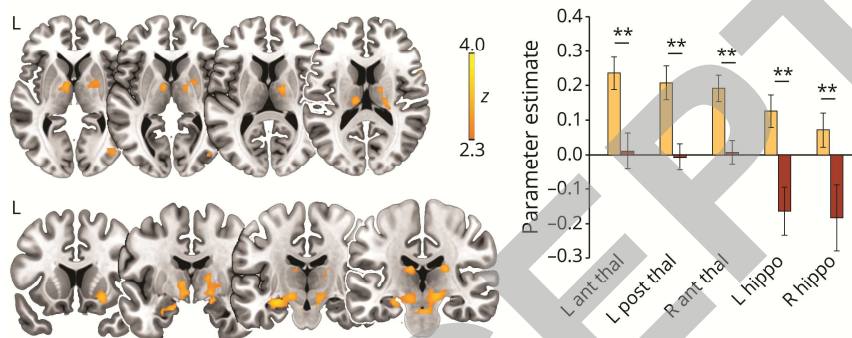 L
4.0
z
2.3
L
Parameter estimate
0.4
0.3
0.2
0.1
0.0
−0.1
−0.2
−0.3
**
**
**
**
**
L ant thal
L post thal
R ant thal
L hippo
R hippo